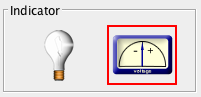 Indicator
- +
voltage